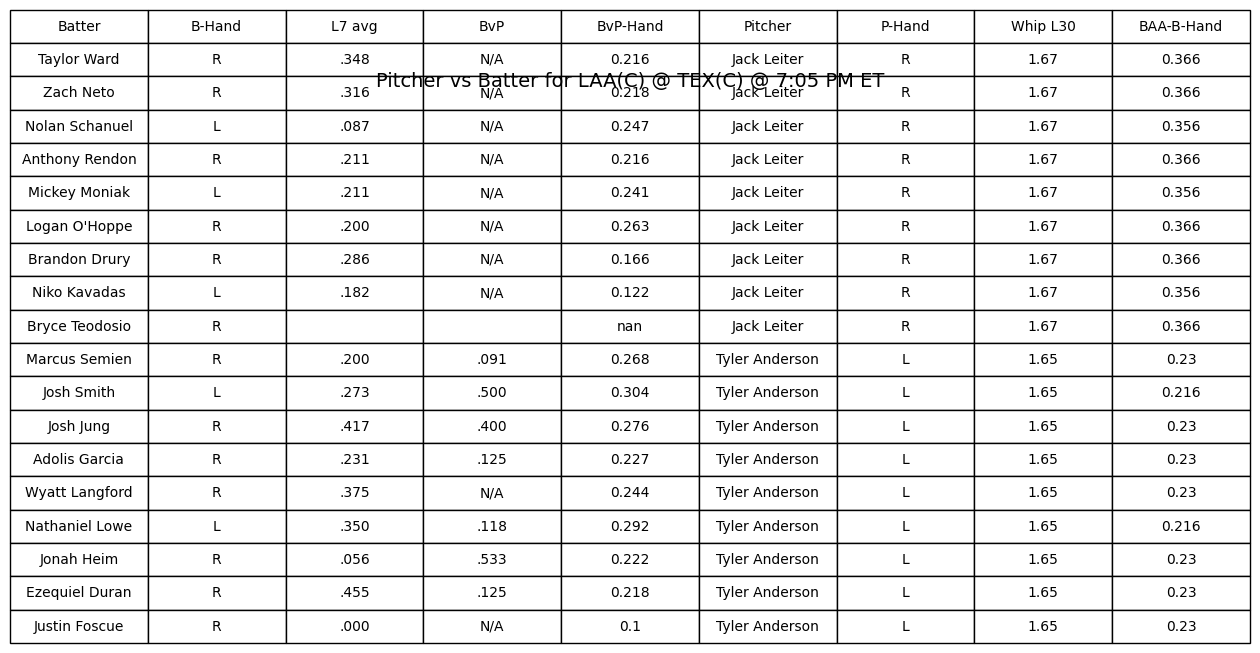 Batter B-Hand L7 avg BvP BvP-Hand Pitcher P-Hand Whip L30 BAA-B-Hand
Taylor Ward R .348 N/A 0.216 Jack Leiter R 1.67 0.366
Pitcher vs Batter for LAA(C) @ TEX(C) @ 7:05 PM ET
Zach Neto R .316 N/A 0.218 Jack Leiter R 1.67 0.366
Nolan Schanuel L .087 N/A 0.247 Jack Leiter R 1.67 0.356
Anthony Rendon R .211 N/A 0.216 Jack Leiter R 1.67 0.366
Mickey Moniak L .211 N/A 0.241 Jack Leiter R 1.67 0.356
Logan O'Hoppe R .200 N/A 0.263 Jack Leiter R 1.67 0.366
Brandon Drury R .286 N/A 0.166 Jack Leiter R 1.67 0.366
Niko Kavadas L .182 N/A 0.122 Jack Leiter R 1.67 0.356
Bryce Teodosio R nan Jack Leiter R 1.67 0.366
Marcus Semien R .200 .091 0.268 Tyler Anderson L 1.65 0.23
Josh Smith L .273 .500 0.304 Tyler Anderson L 1.65 0.216
Josh Jung R .417 .400 0.276 Tyler Anderson L 1.65 0.23
Adolis Garcia R .231 .125 0.227 Tyler Anderson L 1.65 0.23
Wyatt Langford R .375 N/A 0.244 Tyler Anderson L 1.65 0.23
Nathaniel Lowe L .350 .118 0.292 Tyler Anderson L 1.65 0.216
Jonah Heim R .056 .533 0.222 Tyler Anderson L 1.65 0.23
Ezequiel Duran R .455 .125 0.218 Tyler Anderson L 1.65 0.23
Justin Foscue R .000 N/A 0.1 Tyler Anderson L 1.65 0.23